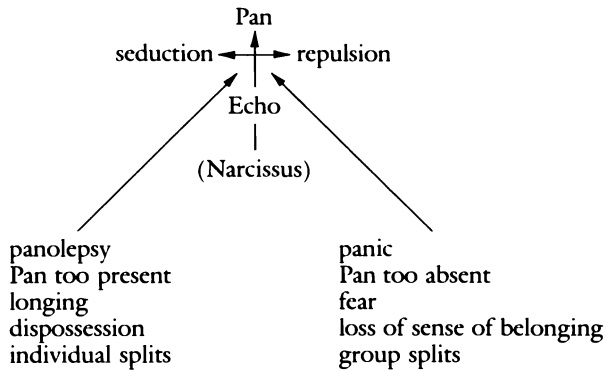 Pan
seduction repulsion
Echo
(Narcissus)
panolepsy
Pan too present
longing
dispossession
individual splits
panic
Pan too absent
fear
loss of sense of belonging
group splits